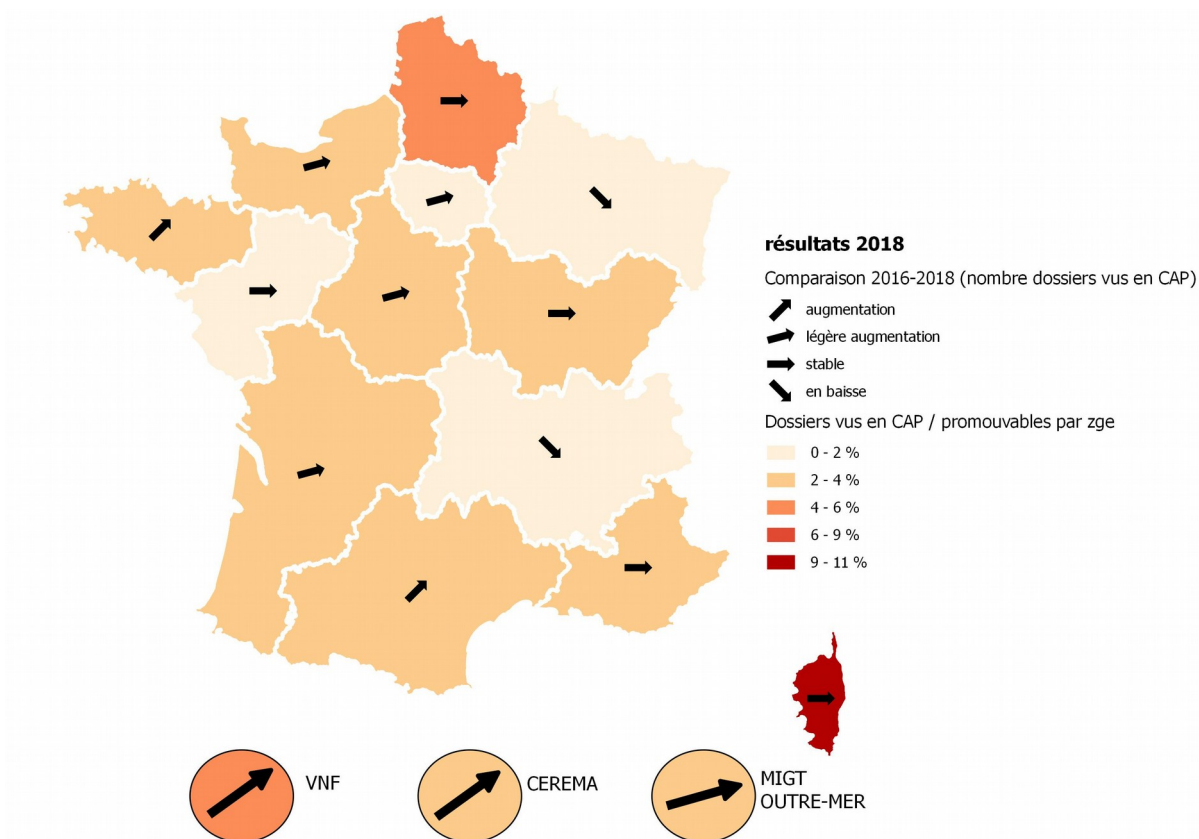 résultats 2018
Comparaison 2016-2018 (nombre dossiers vus en CAP)
augmentation
légère augmentation
stable
en baisse
Dossiers vus en CAP / promouvables par zge
0 - 2 %
2 - 4 %
4 - 6 %
6 - 9 %
9 - 11 %
VNF
CEREMA
MIGT
OUTRE-MER